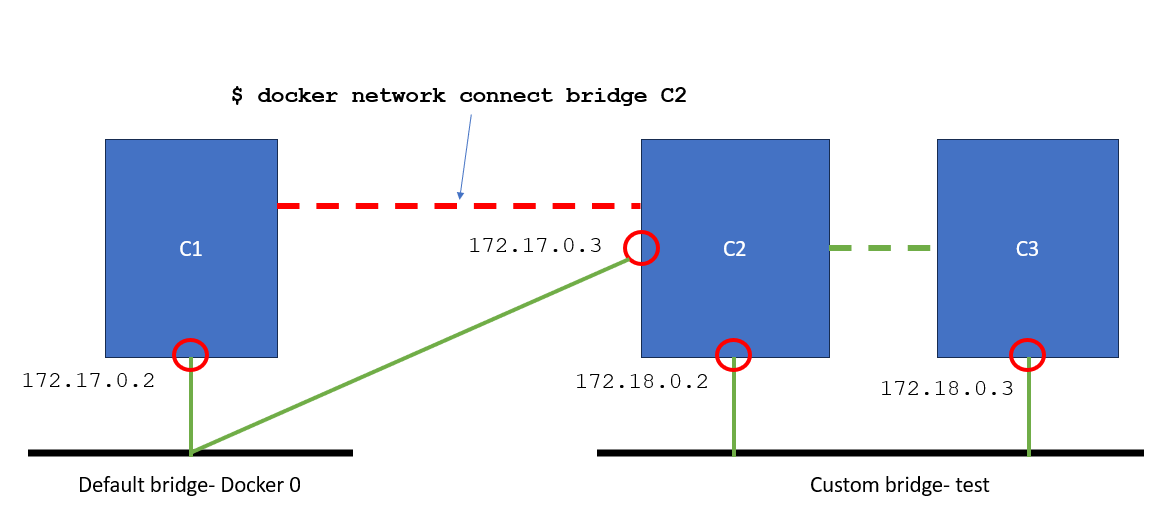 $ docker network connect bridge C2
C1
172.17.0.3
C2
C3
172.17.0.2
172.18.0.2
172.18.0.3
Default bridge- Docker 0
Custom bridge- test